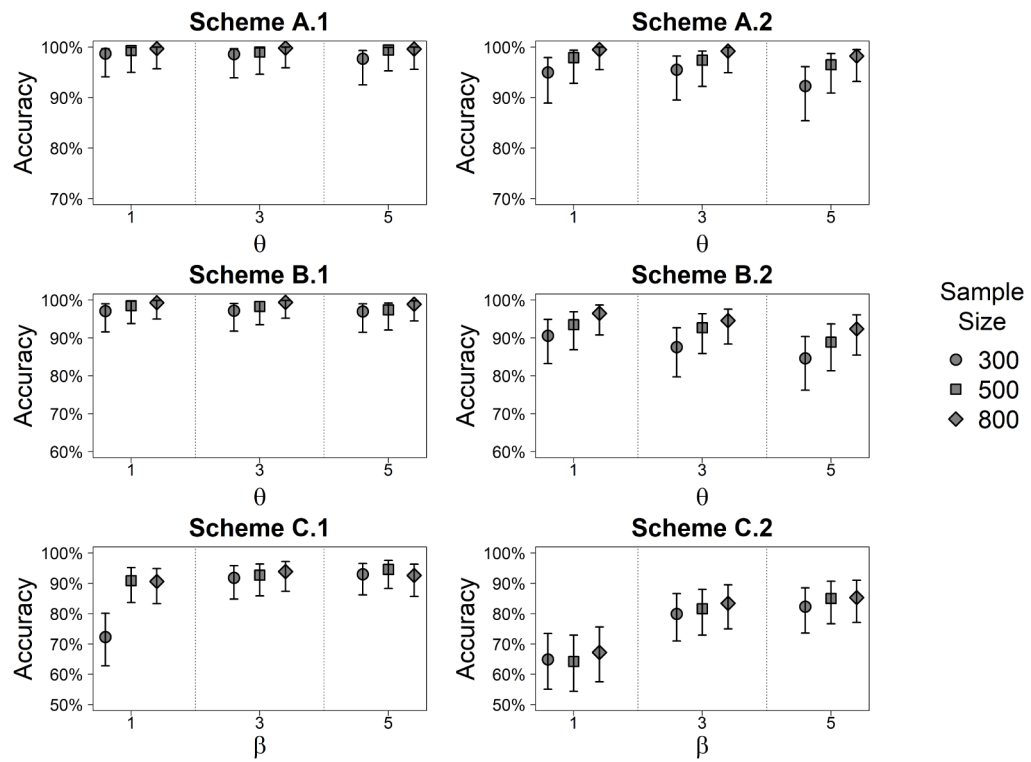 Scheme A.1
Accuracy
100%
90%
80%
70%
1 3 5
θ
Scheme A.2
Accuracy
100%
90%
80%
70%
1 3 5
θ
Scheme B.1
Accuracy
100%
90%
80%
70%
60%
1 3 5
θ
Scheme B.2
Accuracy
100%
90%
80%
70%
60%
1 3 5
θ
Scheme C.1
Accuracy
100%
90%
80%
70%
60%
50%
1 3 5
β
Scheme C.2
Accuracy
100%
90%
80%
70%
60%
50%
1 3 5
β
Sample
Size
300
500
800